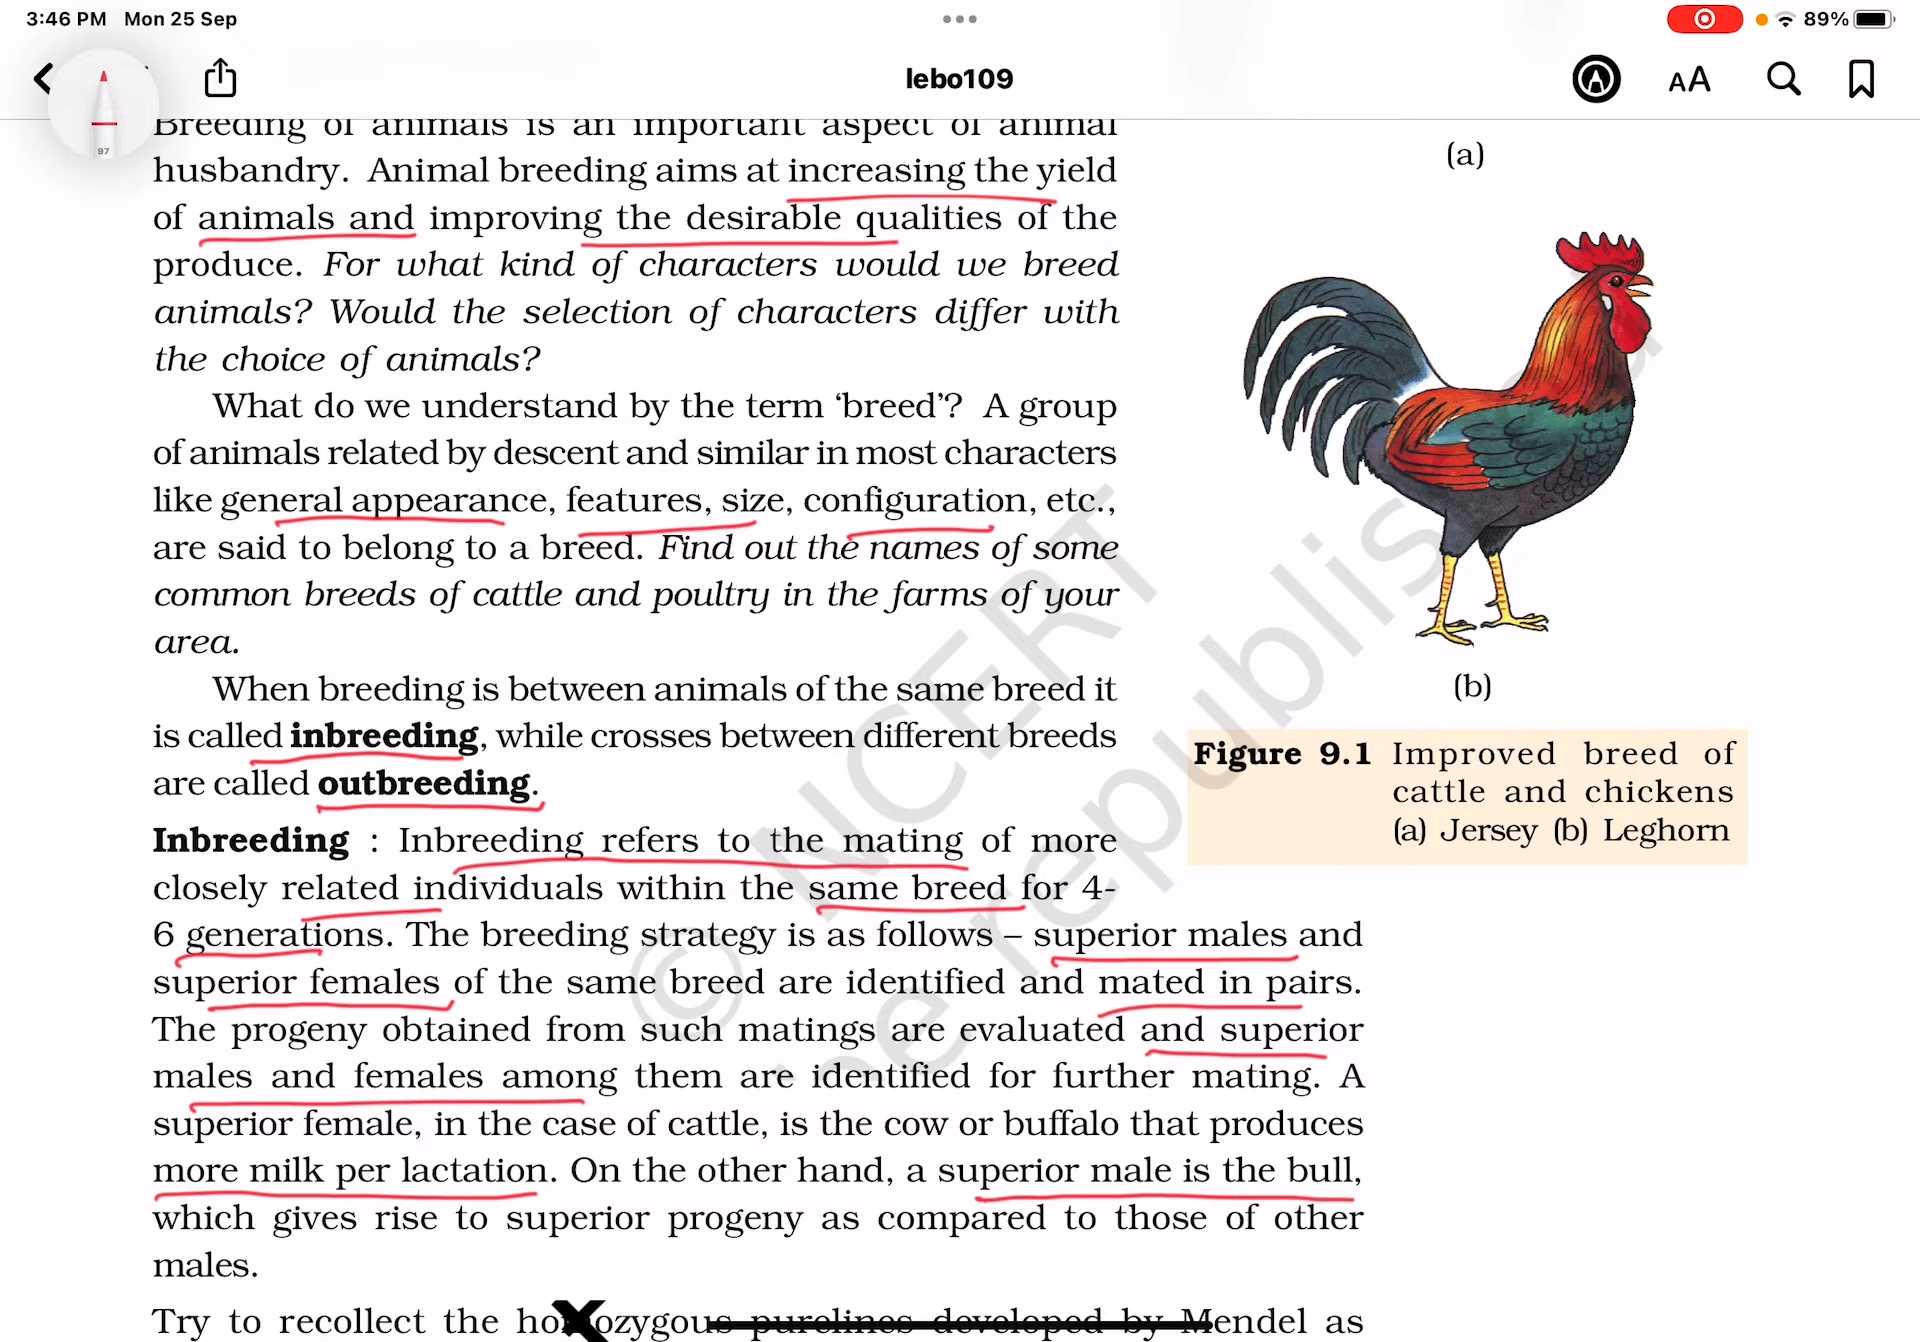 3:46 PM Mon 25 Sep
89%
lebo109
AA
97
Breeding of animals is an important aspect of animal
husbandry. Animal breeding aims at increasing the yield
of animals and improving the desirable qualities of the
produce. For what kind of characters would we breed
animals? Would the selection of characters differ with
the choice of animals?
What do we understand by the term ‘breed’? A group
of animals related by descent and similar in most characters
like general appearance, features, size, configuration, etc.,
are said to belong to a breed. Find out the names of some
common breeds of cattle and poultry in the farms of your
area.
When breeding is between animals of the same breed it
is called inbreeding, while crosses between different breeds
are called outbreeding.
Inbreeding : Inbreeding refers to the mating of more
closely related individuals within the same breed for 4-
6 generations. The breeding strategy is as follows – superior males and
superior females of the same breed are identified and mated in pairs.
The progeny obtained from such matings are evaluated and superior
males and females among them are identified for further mating. A
superior female, in the case of cattle, is the cow or buffalo that produces
more milk per lactation. On the other hand, a superior male is the bull,
which gives rise to superior progeny as compared to those of other
males.
Try to recollect the homozygous purelines developed by Mendel as
(a)
(b)
Figure 9.1 Improved breed of
cattle and chickens
(a) Jersey (b) Leghorn
© NCERT
be republis